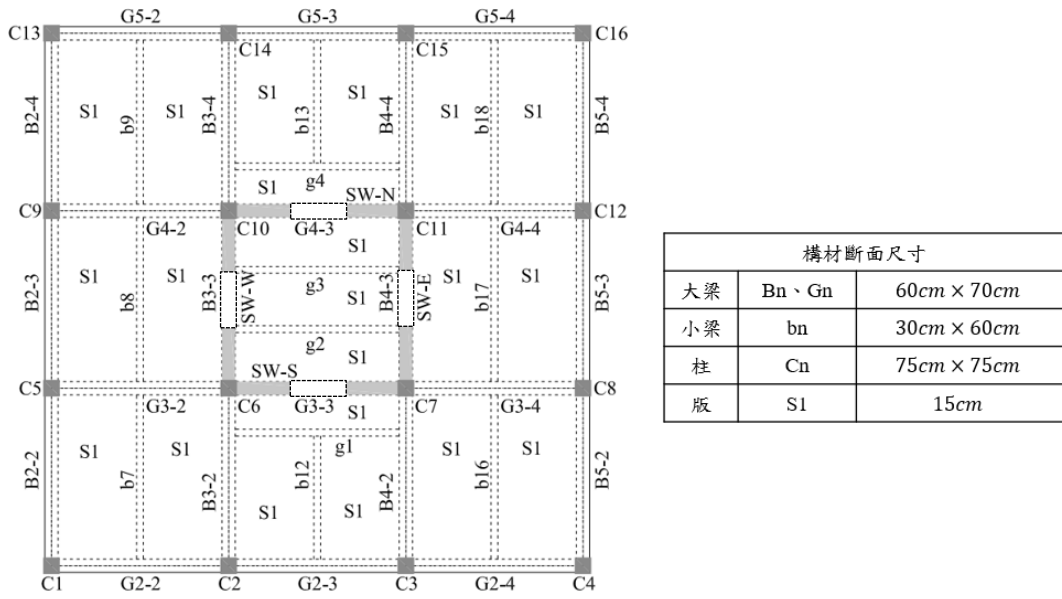 G5-2 G5-3 G5-4
C13 C16
C14 C15
B2-4 S1 b9 S1 B3-4 S1 b13 S1 B4-4 S1 b18 S1 B5-4
S1 g4 SW-N
C9 C12
G4-2 C10 G4-3 C11 G4-4
S1
B2-3 S1 b8 S1 B3-3 SW-W g3 S1 B4-3 SW-E S1 b17 S1 B5-3
g2 S1
SW-S
C5 C8
G3-2 C6 G3-3 S1 C7 G3-4
B2-2 S1 b7 S1 B3-2 S1 b12 g1 S1 B4-2 S1 b16 S1 B5-2
C1 G2-2 C2 G2-3 C3 G2-4 C4
構材斷面尺寸
大梁 Bn、Gn 60cm × 70cm
小梁 bn 30cm × 60cm
柱 Cn 75cm × 75cm
版 S1 15cm